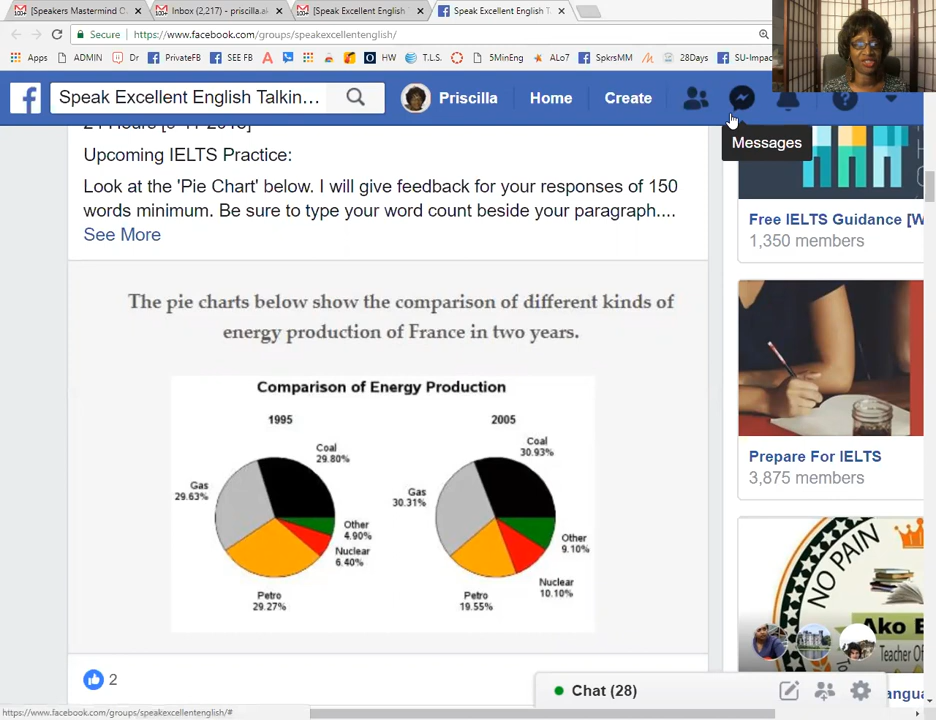 [Speakers Mastermind C
Inbox (2,217) - priscilla.al
[Speak Excellent English
Speak Excellent English T
Secure
https://www.facebook.com/groups/speakexcellentenglish/
Apps
ADMIN
Dr
PrivateFB
SEE FB
HW
T.L.S.
5MinEng
ALo7
SpkrsMM
28Days
SU-Impac
Speak Excellent English Talkin...
Priscilla
Home
Create
Messages
Upcoming IELTS Practice:
Look at the 'Pie Chart' below. I will give feedback for your responses of 150
words minimum. Be sure to type your word count beside your paragraph....
See More
The pie charts below show the comparison of different kinds of
energy production of France in two years.
Comparison of Energy Production
1995
2005
Coal
29.80%
Gas
29.63%
Other
4.90%
Nuclear
6.40%
Petro
29.27%
Coal
30.93%
Gas
30.31%
Other
9.10%
Nuclear
10.10%
Petro
19.55%
2
Free IELTS Guidance [W
1,350 members
Prepare For IELTS
3,875 members
NO PAIN
Ako E
Teacher Of
Chat (28)
https://www.facebook.com/groups/speakexcellentenglish/#